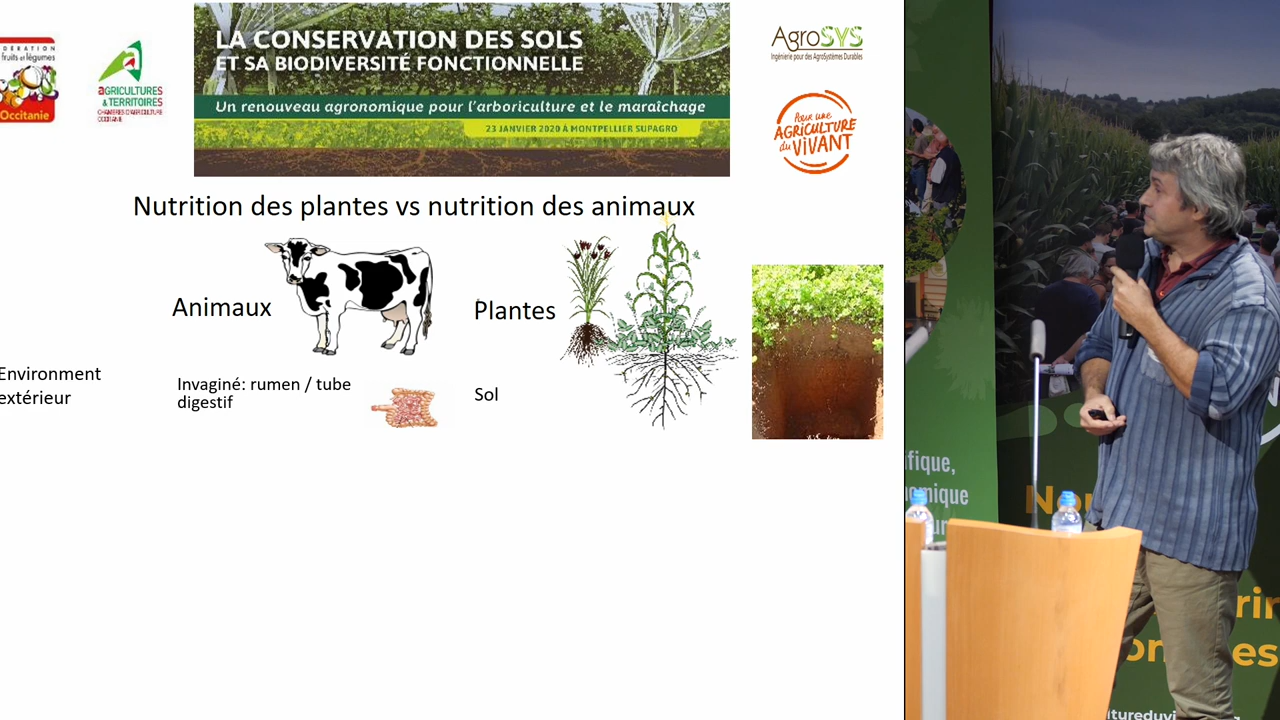 fruits et légumes
Occitanie
AGRICULTURES
& TERRITOIRES
CHAMBRES D'AGRICULTURE
OCCITANIE
LA CONSERVATION DES SOLS
ET SA BIODIVERSITÉ FONCTIONNELLE
Un renouveau agronomique pour l'arboriculture et le maraîchage
23 JANVIER 2020 À MONTPELLIER SUPAGRO
AgroSYS
Ingénierie pour des AgroSystèmes Durables
Pour une
AGRICULTURE
du ViVANT
Nutrition des plantes vs nutrition des animaux
Animaux
Plantes
Environment
extérieur
Invaginé: rumen / tube
digestif
Sol